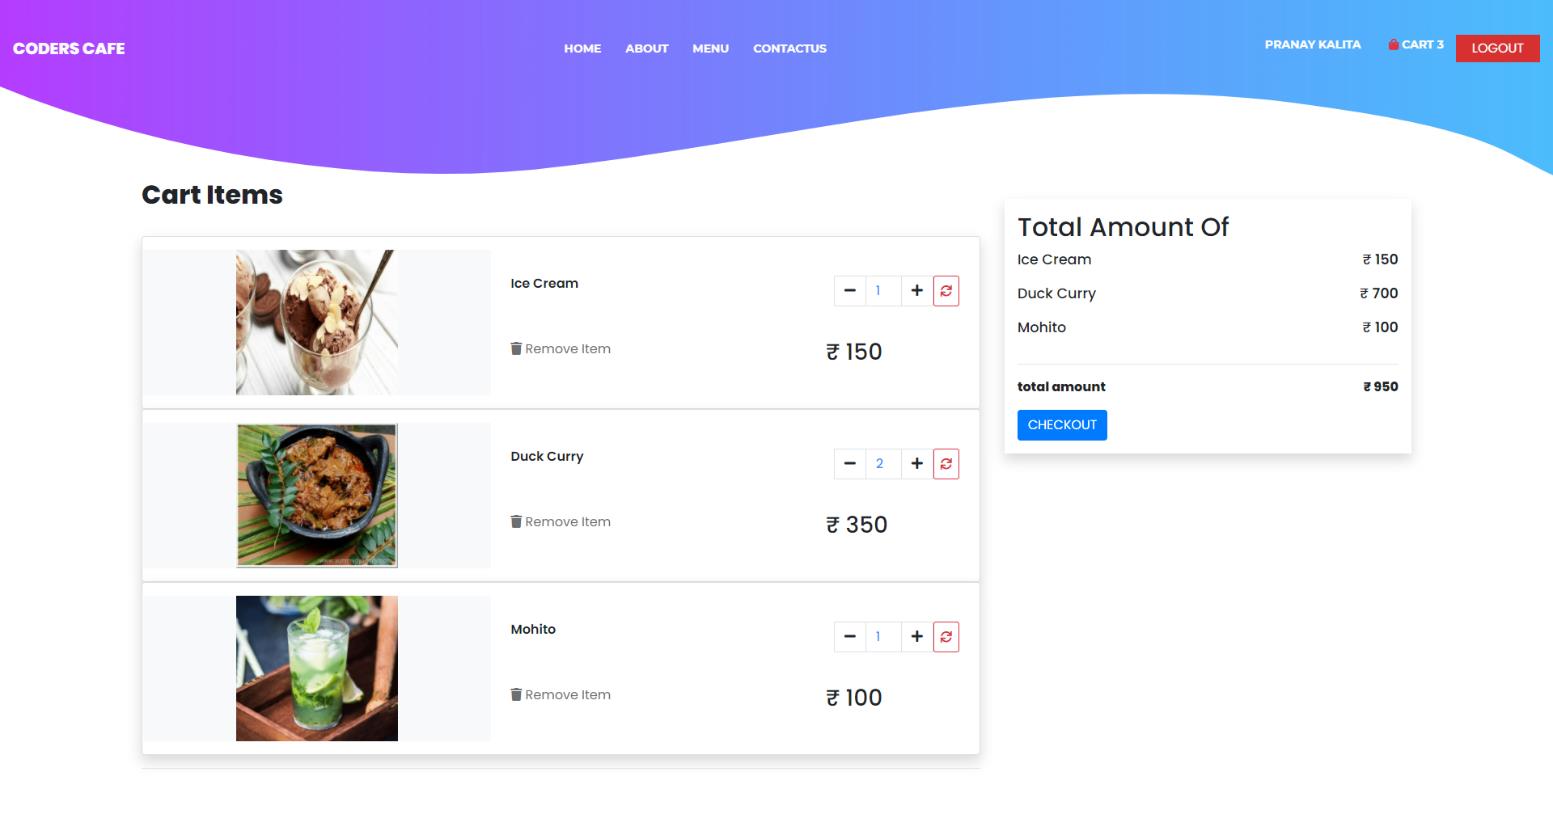 CODERS CAFE
HOME ABOUT MENU CONTACTUS
PRANAY KALITA CART 3 LOGOUT
Cart Items
Ice Cream
1
Remove Item
₹ 150
Duck Curry
2
Remove Item
₹ 350
Mohito
1
Remove Item
₹ 100
Total Amount Of
Ice Cream ₹ 150
Duck Curry ₹ 700
Mohito ₹ 100
total amount ₹ 950
CHECKOUT